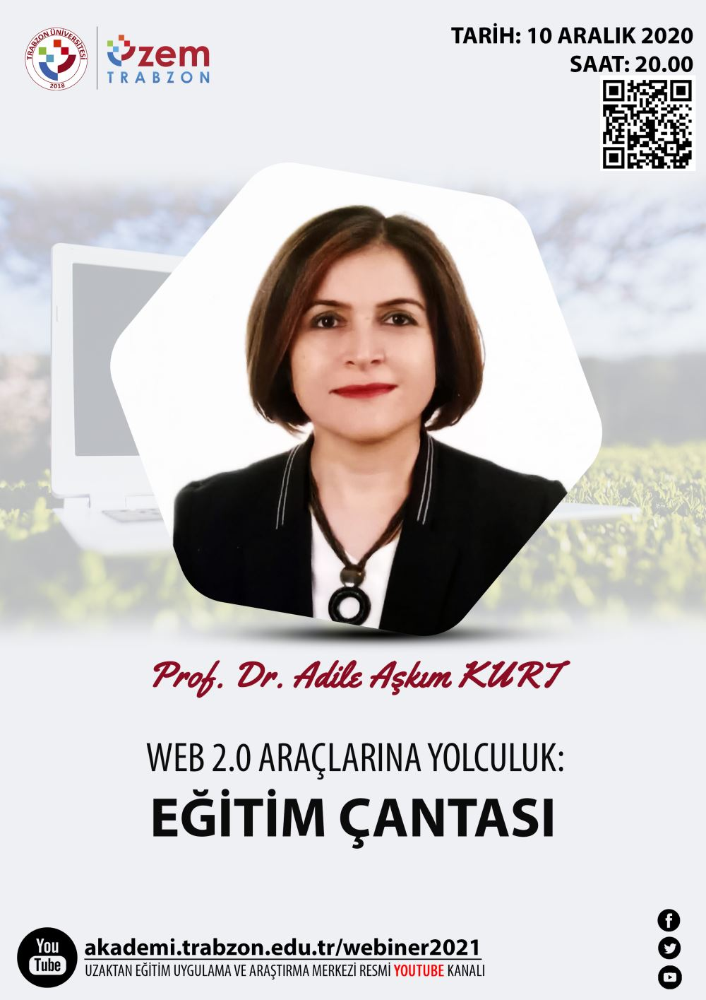 TRABZON ÜNİVERSİTESİ
2018
üzem
TRABZON
TARİH: 10 ARALIK 2020
SAAT: 20.00
Prof. Dr. Adile Aşkım KURT
WEB 2.0 ARAÇLARINA YOLCULUK:
EĞİTİM ÇANTASI
You
Tube
akademi.trabzon.edu.tr/webiner2021
UZAKTAN EĞİTİM UYGULAMA VE ARAŞTIRMA MERKEZİ RESMİ YOUTUBE KANALI